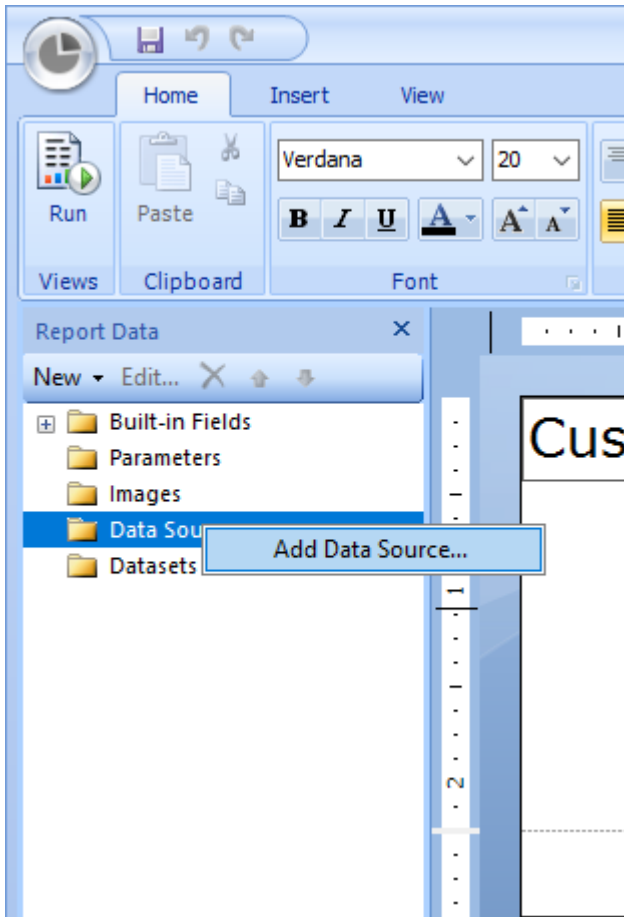 Home Insert View
Verdana 20
Run Paste B I U A A A
Views Clipboard Font
Report Data
New Edit...
Built-in Fields
Parameters
Images
Data Sou
Add Data Source...
Datasets
Cus
1
2